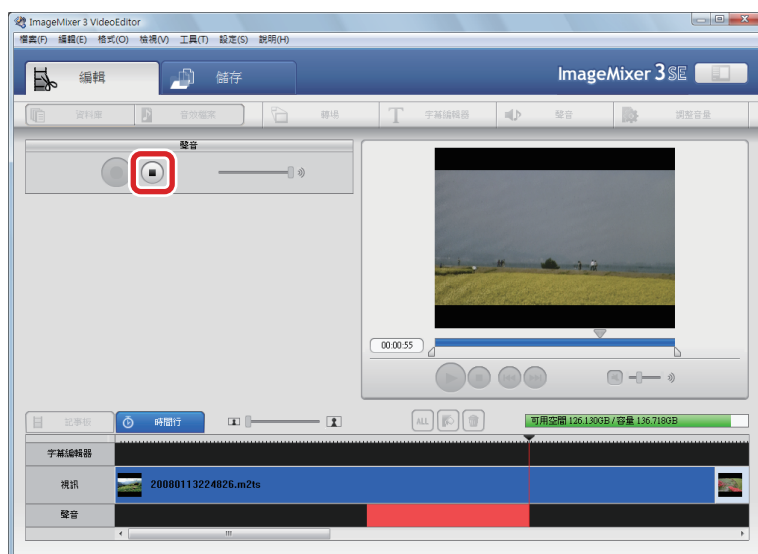 ImageMixer 3 VideoEditor
檔案(F) 編輯(E) 格式(O) 檢視(V) 工具(T) 設定(S) 說明(H)
編輯 儲存 ImageMixer 3 SE
資料庫 音效檔案 轉場 T 字幕編輯器 聲音 調整音量
聲音
00:00:55
記事板 時間行 ALL 可用空間 126.130GB / 容量 136.718GB
字幕編輯器
視訊 20080113224826.m2ts
聲音